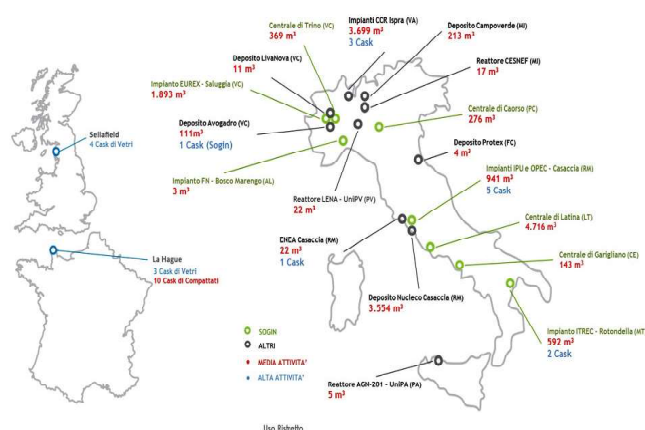 Impianti CCR Ispra (VA)
3.699 m³
3 Cask
Centrale di Trino (VC)
369 m³
Deposito Campoverde (MI)
213 m³
Deposito LivaNova (VC)
11 m³
Reattore CESNEF (MI)
17 m³
Impianto EUREX - Saluggia (VC)
1.893 m³
Centrale di Caorso (PC)
276 m³
Deposito Avogadro (VC)
111m³
1 Cask (Sogin)
Sellafield
4 Cask di Vetri
Deposito Protex (FC)
4 m³
Impianto FN - Bosco Marengo (AL)
3 m³
Impianti IPU e OPEC - Casaccia (RM)
941 m³
5 Cask
Reattore LENA - UniPV (PV)
22 m³
Centrale di Latina (LT)
4.716 m³
ENEA Casaccia (RM)
22 m³
1 Cask
La Hague
3 Cask di Vetri
10 Cask di Compattati
Centrale di Garigliano (CE)
143 m³
Deposito Nucleco Casaccia (RM)
3.554 m³
SOGIN
ALTRI
MEDIA ATTIVITA'
ALTA ATTIVITA'
Impianto ITREC - Rotondella (MT)
592 m³
2 Cask
Reattore AGN-201 - UniPA (PA)
5 m³
Uso Ristretto